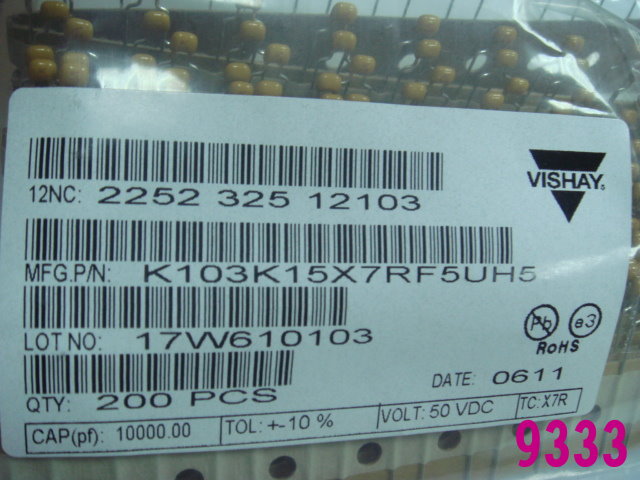 VISHAY
12NC: 2252 325 12103
MFG.P/N: K103K15X7RF5UH5
LOT NO: 17W610103
Pb e3
RoHS
QTY: 200 PCS
DATE: 0611
CAP(pf): 10000.00 TOL: +-10 % VOLT: 50 VDC TC: X7R
9333